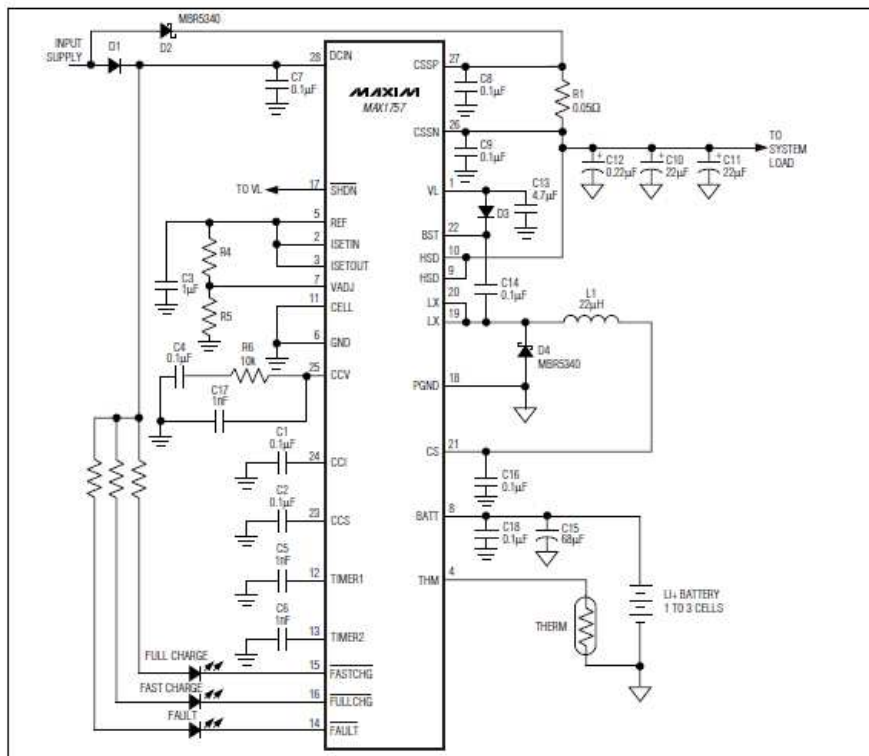 MBR5340
INPUT
SUPPLY
D1
D2
28
DCIN
C7
0.1µF
MAXIM
MAX1757
CSSP
27
C8
0.1µF
R1
0.05Ω
CSSN
26
C9
0.1µF
TO
SYSTEM
LOAD
C12
0.22µF
C10
22µF
C11
22µF
TO VL
17
SHDN
VL
1
C13
4.7µF
D3
5
REF
2
ISETIN
3
ISETOUT
R4
C3
1µF
7
VADJ
R5
11
CELL
6
GND
BST
22
HSD
10
HSD
9
C14
0.1µF
LX
20
LX
19
L1
22µH
D4
MBR5340
PGND
18
C4
0.1µF
R6
10k
25
CCV
C17
1nF
CS
21
C16
0.1µF
C1
0.1µF
24
CCI
C2
0.1µF
23
CCS
BATT
8
C18
0.1µF
C15
68µF
C5
1nF
12
TIMER1
THM
4
THERM
LI+ BATTERY
1 TO 3 CELLS
C6
1nF
13
TIMER2
FULL CHARGE
15
FASTCHG
FAST CHARGE
16
FULLCHG
FAULT
14
FAULT